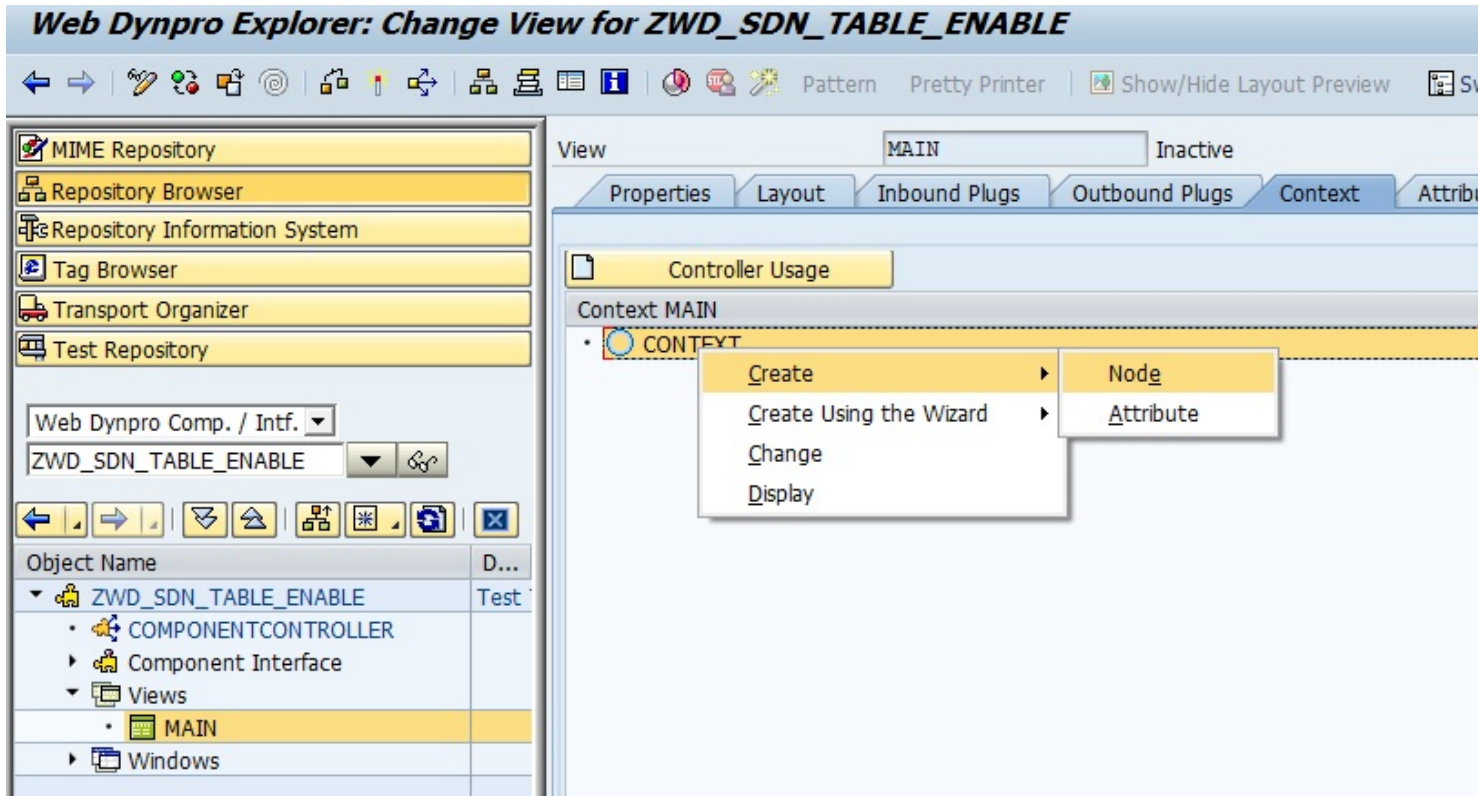 Web Dynpro Explorer: Change View for ZWD_SDN_TABLE_ENABLE
Pattern Pretty Printer Show/Hide Layout Preview
MIME Repository
Repository Browser
Repository Information System
Tag Browser
Transport Organizer
Test Repository
Web Dynpro Comp. / Intf.
ZWD_SDN_TABLE_ENABLE
Object Name D...
ZWD_SDN_TABLE_ENABLE Test
COMPONENTCONTROLLER
Component Interface
Views
MAIN
Windows
View MAIN Inactive
Properties Layout Inbound Plugs Outbound Plugs Context Attribu
Controller Usage
Context MAIN
CONTEXT
Create
Create Using the Wizard
Change
Display
Node
Attribute